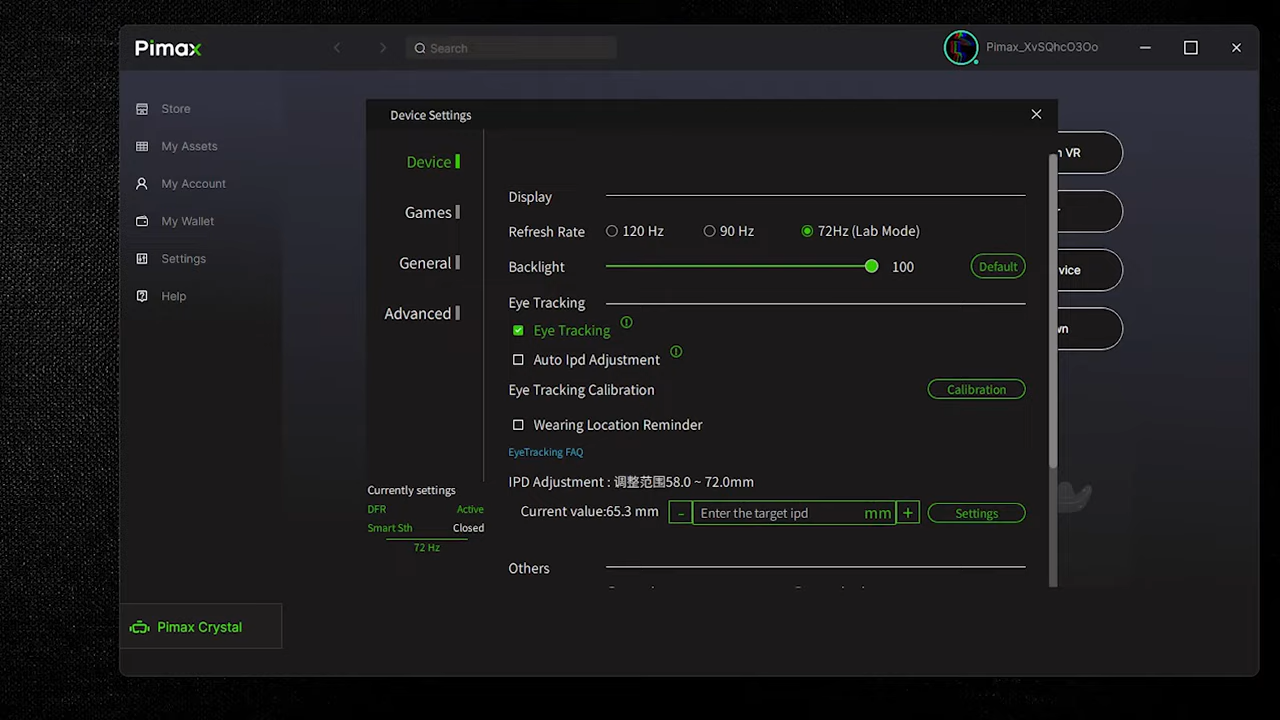 Pimax
Search
Pimax_XvSQhcO3Oo
Store
My Assets
My Account
My Wallet
Settings
Help
Pimax Crystal
Device Settings
Device
Games
General
Advanced
Currently settings
DFR Active
Smart Sth Closed
72 Hz
Display
Refresh Rate 120 Hz 90 Hz 72Hz (Lab Mode)
Backlight 100 Default
Eye Tracking
Eye Tracking
Auto Ipd Adjustment
Eye Tracking Calibration Calibration
Wearing Location Reminder
EyeTracking FAQ
IPD Adjustment : 调整范围58.0 ~ 72.0mm
Current value:65.3 mm - Enter the target ipd mm + Settings
Others
VR